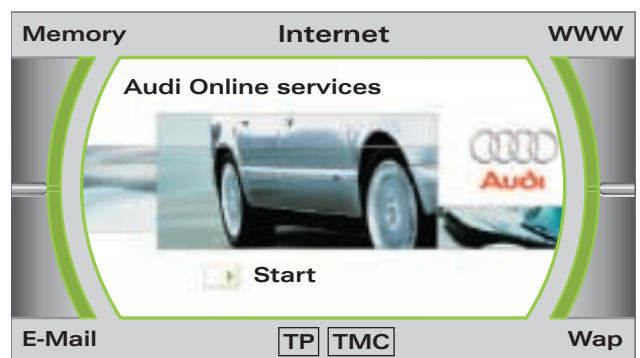 Memory Internet WWW
Audi Online services
Audi
Start
E-Mail TP TMC Wap